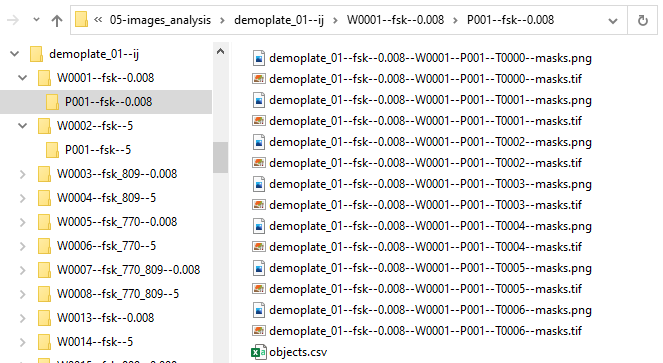 « 05-images_analysis > demoplate_01--ij > W0001--fsk--0.008 > P001--fsk--0.008
demoplate_01--ij
W0001--fsk--0.008
P001--fsk--0.008
W0002--fsk--5
P001--fsk--5
W0003--fsk_809--0.008
W0004--fsk_809--5
W0005--fsk_770--0.008
W0006--fsk_770--5
W0007--fsk_770_809--0.008
W0008--fsk_770_809--5
W0013--fsk--0.008
W0014--fsk--5
demoplate_01--fsk--0.008--W0001--P001--T0000--masks.png
demoplate_01--fsk--0.008--W0001--P001--T0000--masks.tif
demoplate_01--fsk--0.008--W0001--P001--T0001--masks.png
demoplate_01--fsk--0.008--W0001--P001--T0001--masks.tif
demoplate_01--fsk--0.008--W0001--P001--T0002--masks.png
demoplate_01--fsk--0.008--W0001--P001--T0002--masks.tif
demoplate_01--fsk--0.008--W0001--P001--T0003--masks.png
demoplate_01--fsk--0.008--W0001--P001--T0003--masks.tif
demoplate_01--fsk--0.008--W0001--P001--T0004--masks.png
demoplate_01--fsk--0.008--W0001--P001--T0004--masks.tif
demoplate_01--fsk--0.008--W0001--P001--T0005--masks.png
demoplate_01--fsk--0.008--W0001--P001--T0005--masks.tif
demoplate_01--fsk--0.008--W0001--P001--T0006--masks.png
demoplate_01--fsk--0.008--W0001--P001--T0006--masks.tif
objects.csv